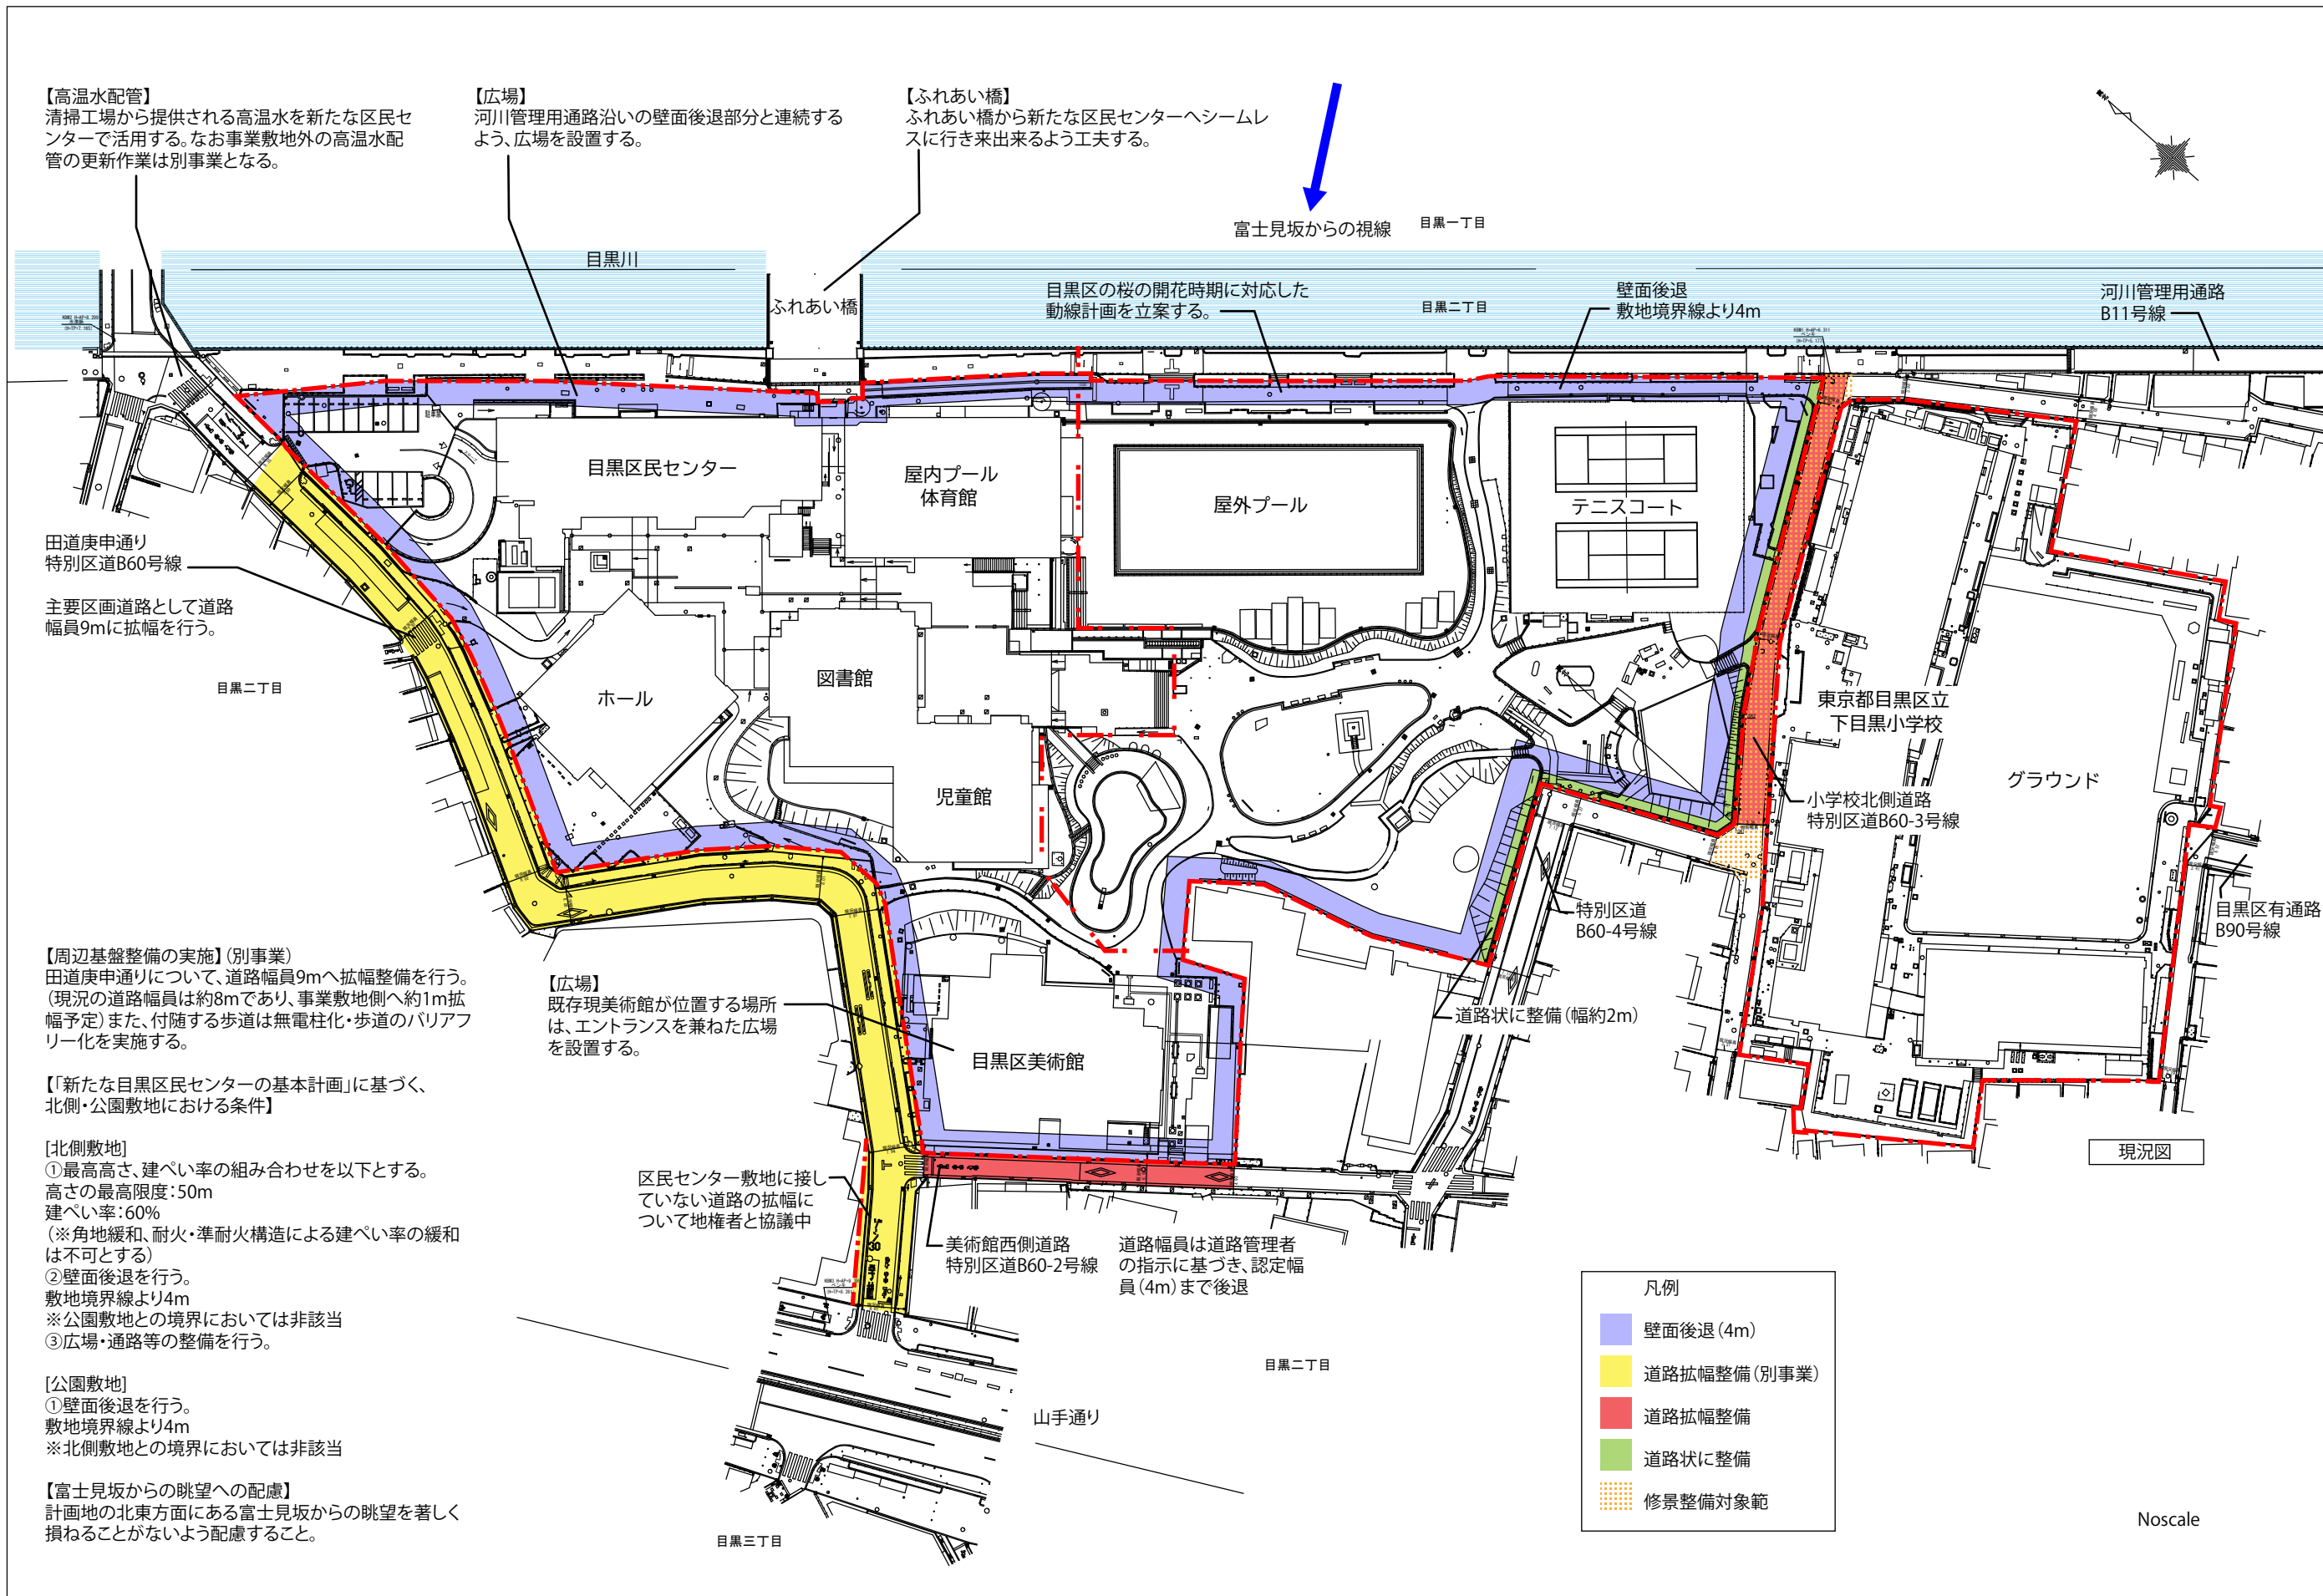 【高温水配管】
清掃工場から提供される高温水を新たな区民セ
ンターで活用する。なお事業敷地外の高温水配
管の更新作業は別事業となる。
【広場】
河川管理用通路沿いの壁面後退部分と連続する
よう、広場を設置する。
【ふれあい橋】
ふれあい橋から新たな区民センターへシームレ
スに行き来出来るよう工夫する。
富士見坂からの視線
目黒一丁目
目黒川
ふれあい橋
目黒区の桜の開花時期に対応した
動線計画を立案する。
目黒二丁目
壁面後退
敷地境界線より4m
河川管理用通路
B11号線
目黒区民センター
屋内プール
体育館
屋外プール
テニスコート
田道庚申通り
特別区道B60号線
主要区画道路として道路
幅員9mに拡幅を行う。
目黒二丁目
ホール
図書館
児童館
東京都目黒区立
下目黒小学校
グラウンド
小学校北側道路
特別区道B60-3号線
特別区道
B60-4号線
目黒区有通路
B90号線
道路状に整備(幅約2m)
【周辺基盤整備の実施】(別事業)
田道庚申通りについて、道路幅員9mへ拡幅整備を行う。
(現況の道路幅員は約8mであり、事業敷地側へ約1m拡
幅予定)また、付随する歩道は無電柱化・歩道のバリアフ
リー化を実施する。
【広場】
既存現美術館が位置する場所
は、エントランスを兼ねた広場
を設置する。
目黒区美術館
【「新たな目黒区民センターの基本計画」に基づく、
北側・公園敷地における条件】
[北側敷地]
①最高高さ、建ぺい率の組み合わせを以下とする。
高さの最高限度:50m
建ぺい率:60%
(※角地緩和、耐火・準耐火構造による建ぺい率の緩和
は不可とする)
②壁面後退を行う。
敷地境界線より4m
※公園敷地との境界においては非該当
③広場・通路等の整備を行う。
[公園敷地]
①壁面後退を行う。
敷地境界線より4m
※北側敷地との境界においては非該当
【富士見坂からの眺望への配慮】
計画地の北東方面にある富士見坂からの眺望を著しく
損ねることがないよう配慮すること。
区民センター敷地に接し
ていない道路の拡幅に
ついて地権者と協議中
美術館西側道路
特別区道B60-2号線
道路幅員は道路管理者
の指示に基づき、認定幅
員(4m)まで後退
現況図
30
山手通り
目黒二丁目
目黒三丁目
凡例
壁面後退(4m)
道路拡幅整備(別事業)
道路拡幅整備
道路状に整備
修景整備対象範
Noscale